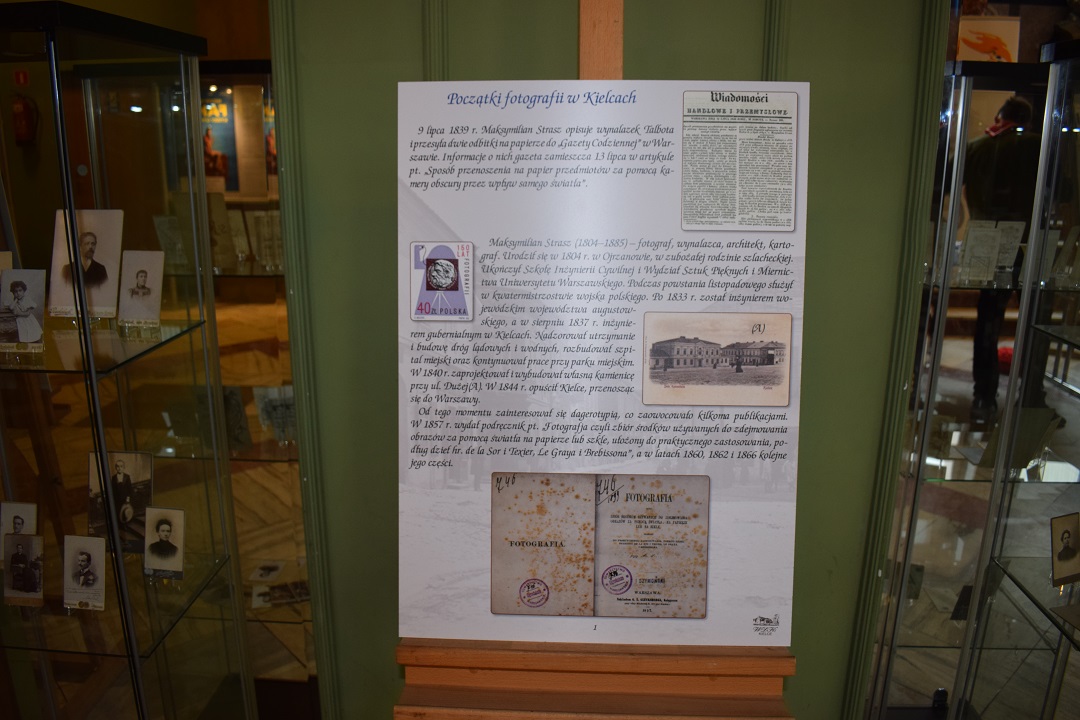 Początki fotografii w Kielcach
9 lipca 1839 r. Maksymilian Strasz opisuje wynalazek Talbota
i przesyła dwie odbitki na papierze do „Gazety Codziennej" w War-
szawie. Informacje o nich gazeta zamieszcza 13 lipca w artykule
pt. „Sposób przenoszenia na papier przedmiotów za pomocą ka-
mery obscury przez wpływ samego światła".
Wiadomości
HANDLOWE I PRZEMYSŁOWE.
Maksymilian Strasz (1804–1885) – fotograf, wynalazca, architekt, karto-
graf. Urodził się w 1804 r. w Ojrzanowie, w zubożałej rodzinie szlacheckiej.
Ukończył Szkołę Inżynierii Cywilnej i Wydział Sztuk Pięknych i Miernic-
twa Uniwersytetu Warszawskiego. Podczas powstania listopadowego służył
w kwatermistrzostwie wojska polskiego. Po 1833 r. został inżynierem wo-
jewódzkim województwa augustow-
skiego, a w sierpniu 1837 r. inżynie-
rem gubernialnym w Kielcach. Nadzorował utrzymanie
i budowę dróg lądowych i wodnych, rozbudował szpi-
tal miejski oraz kontynuował prace przy parku miejskim.
W 1840 r. zaprojektował i wybudował własną kamienicę
przy ul. Dużej(A). W 1844 r. opuścił Kielce, przenosząc
się do Warszawy.
150
LAT
FOTOGRAFII
40 zł POLSKA
(A)
Od tego momentu zainteresował się dagerotypią, co zaowocowało kilkoma publikacjami.
W 1857 r. wydał podręcznik pt. „Fotografja czyli zbiór środków używanych do zdejmowania
obrazów za pomocą światła na papierze lub szkle, ułożony do praktycznego zastosowania, po-
dług dzieł hr. de la Sor i Texier, Le Graya i Brebissona", a w latach 1860, 1862 i 1866 kolejne
jego części.
FOTOGRAFIA.
FOTOGRAFIA
WARSZAWA
1